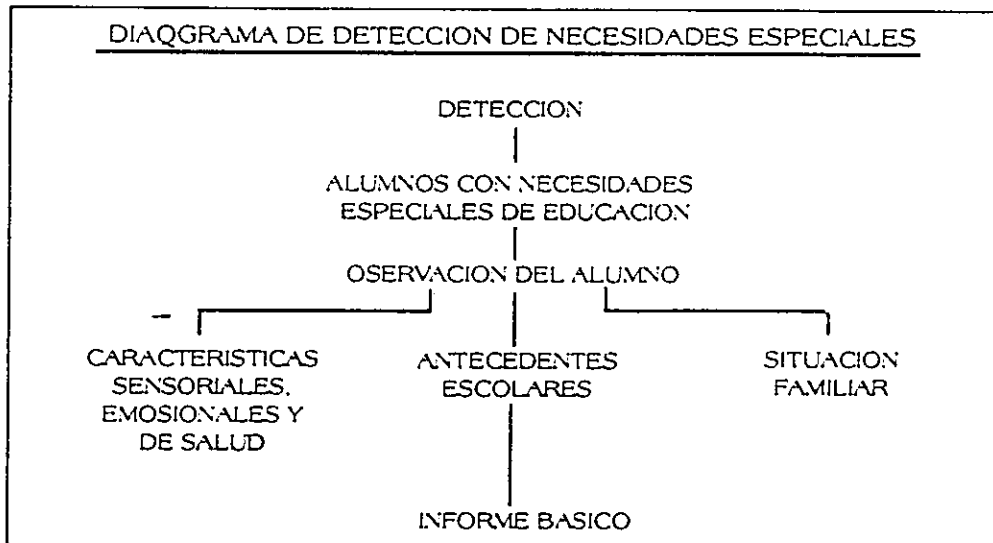 DIAQGRAMA DE DETECCION DE NECESIDADES ESPECIALES
DETECCION
ALUMNOS CON NECESIDADES
ESPECIALES DE EDUCACION
OSERVACION DEL ALUMNO
CARACTERISTICAS
SENSORIALES,
EMOSIONALES Y
DE SALUD
ANTECEDENTES
ESCOLARES
SITUACION
FAMILIAR
INFORME BASICO